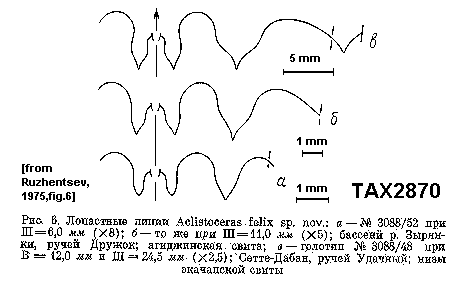 в
5 mm
б
1 mm
[from
Ruzhentsev,
1975,fig.6]
а
1 mm
TAX2870
Рис. 6. Лопастные линии Aclistoceras felix sp. nov.: а — № 3088/52 при
Ш=6,0 мм (×8); б — то же при Ш=11,0 мм (×5); бассейн р. Зырян-
ки, ручей Дружок; агиджинская свита; в — голотип № 3088/48 при
В = 12,0 мм и Ш = 24,5 мм (×2,5); Сетте-Дабан, ручей Удачный; низы
экачанской свиты